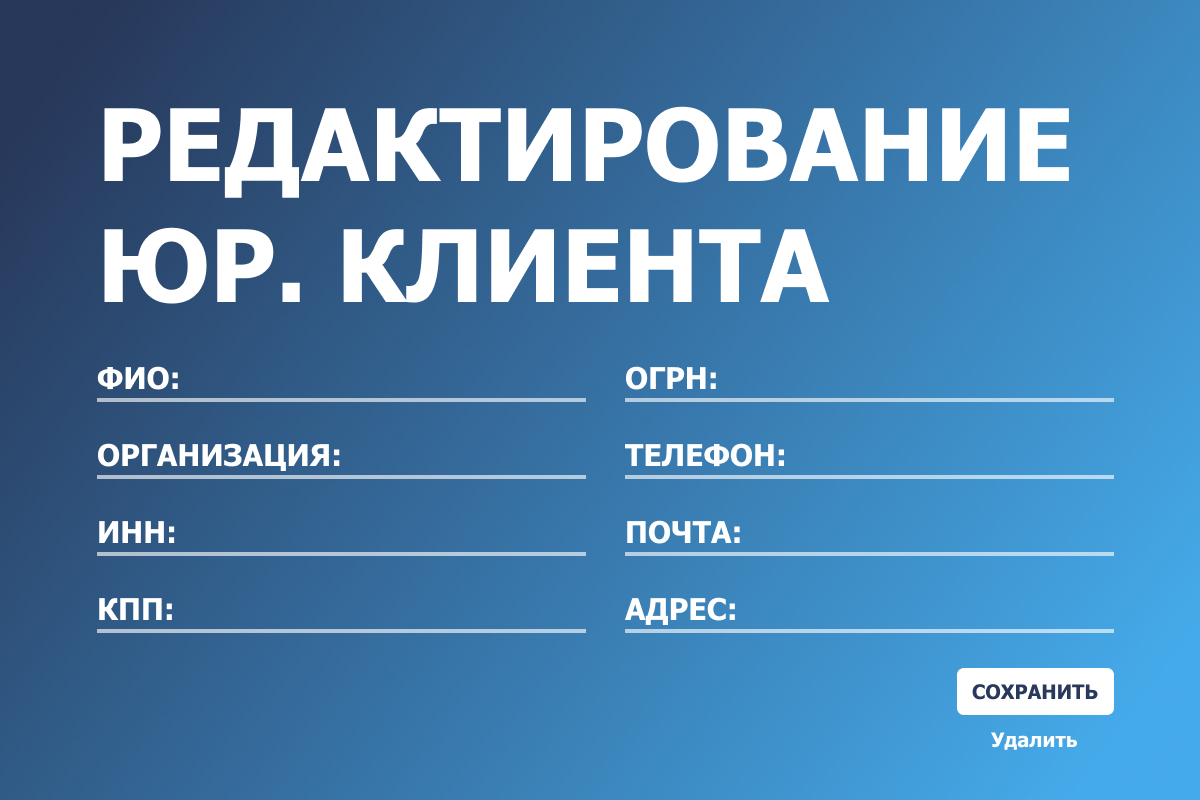 РЕДАКТИРОВАНИЕ
ЮР. КЛИЕНТА
ФИО:
ОГРН:
ОРГАНИЗАЦИЯ:
ТЕЛЕФОН:
ИНН:
ПОЧТА:
КПП:
АДРЕС:
СОХРАНИТЬ
Удалить